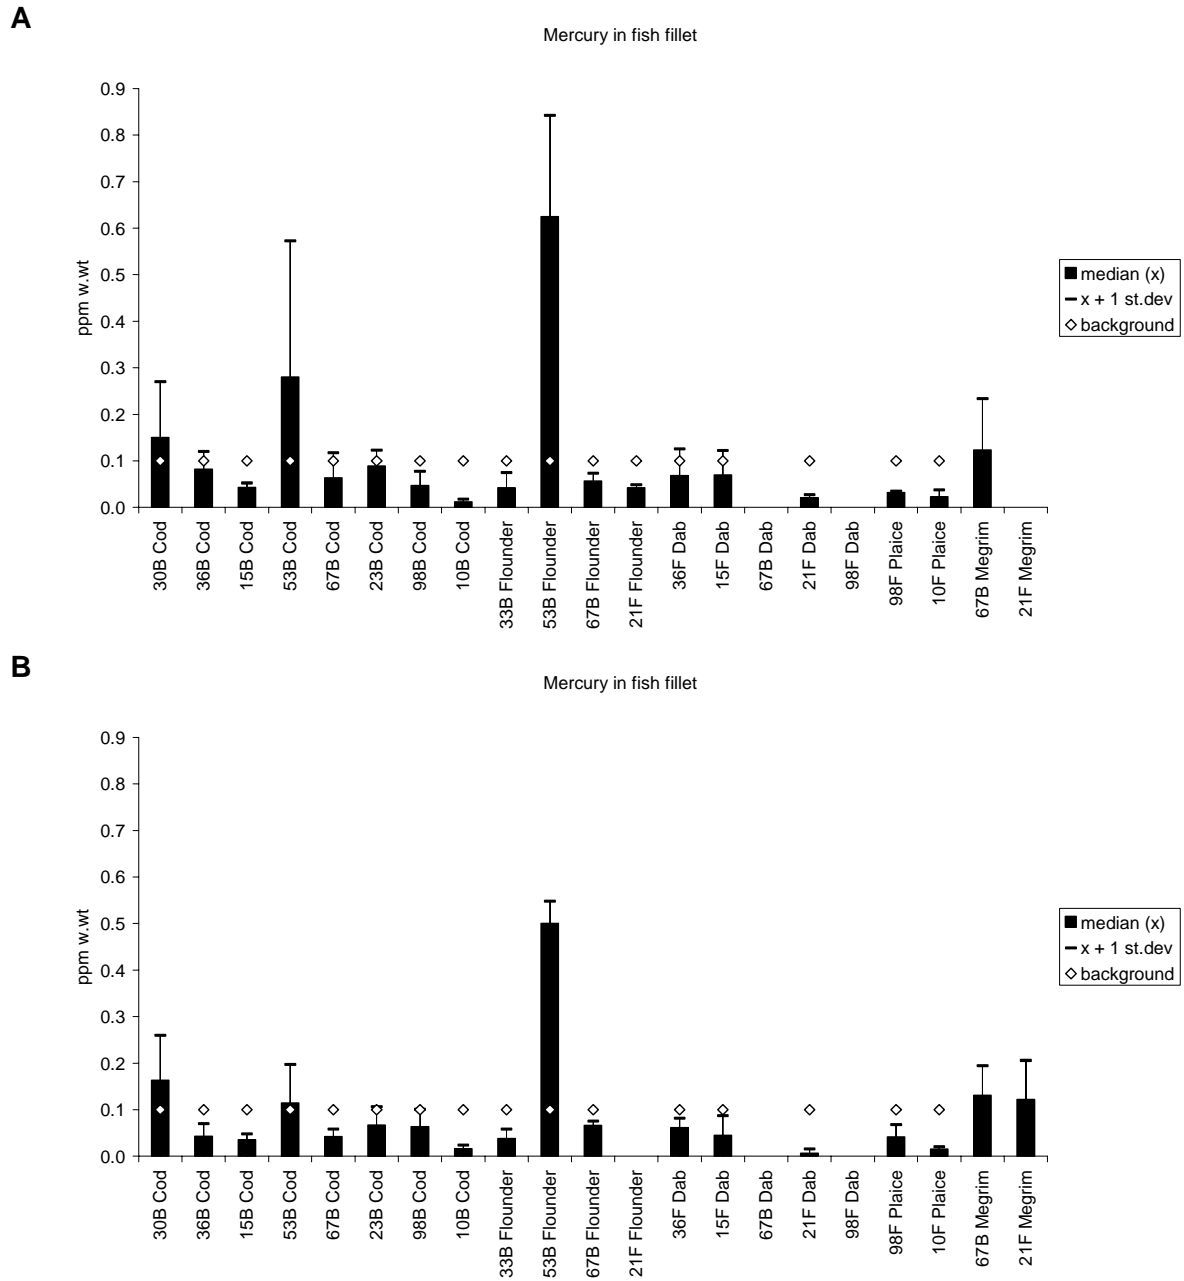 A
Mercury in fish fillet
0.9
0.8
0.7
0.6
0.5
0.4
0.3
0.2
0.1
0.0
ppm w.wt
30B Cod
36B Cod
15B Cod
53B Cod
67B Cod
23B Cod
98B Cod
10B Cod
33B Flounder
53B Flounder
67B Flounder
21F Flounder
36F Dab
15F Dab
67B Dab
21F Dab
98F Dab
98F Plaice
10F Plaice
67B Megrim
21F Megrim
median (x)
x + 1 st.dev
background
B
Mercury in fish fillet
0.9
0.8
0.7
0.6
0.5
0.4
0.3
0.2
0.1
0.0
ppm w.wt
30B Cod
36B Cod
15B Cod
53B Cod
67B Cod
23B Cod
98B Cod
10B Cod
33B Flounder
53B Flounder
67B Flounder
21F Flounder
36F Dab
15F Dab
67B Dab
21F Dab
98F Dab
98F Plaice
10F Plaice
67B Megrim
21F Megrim
median (x)
x + 1 st.dev
background